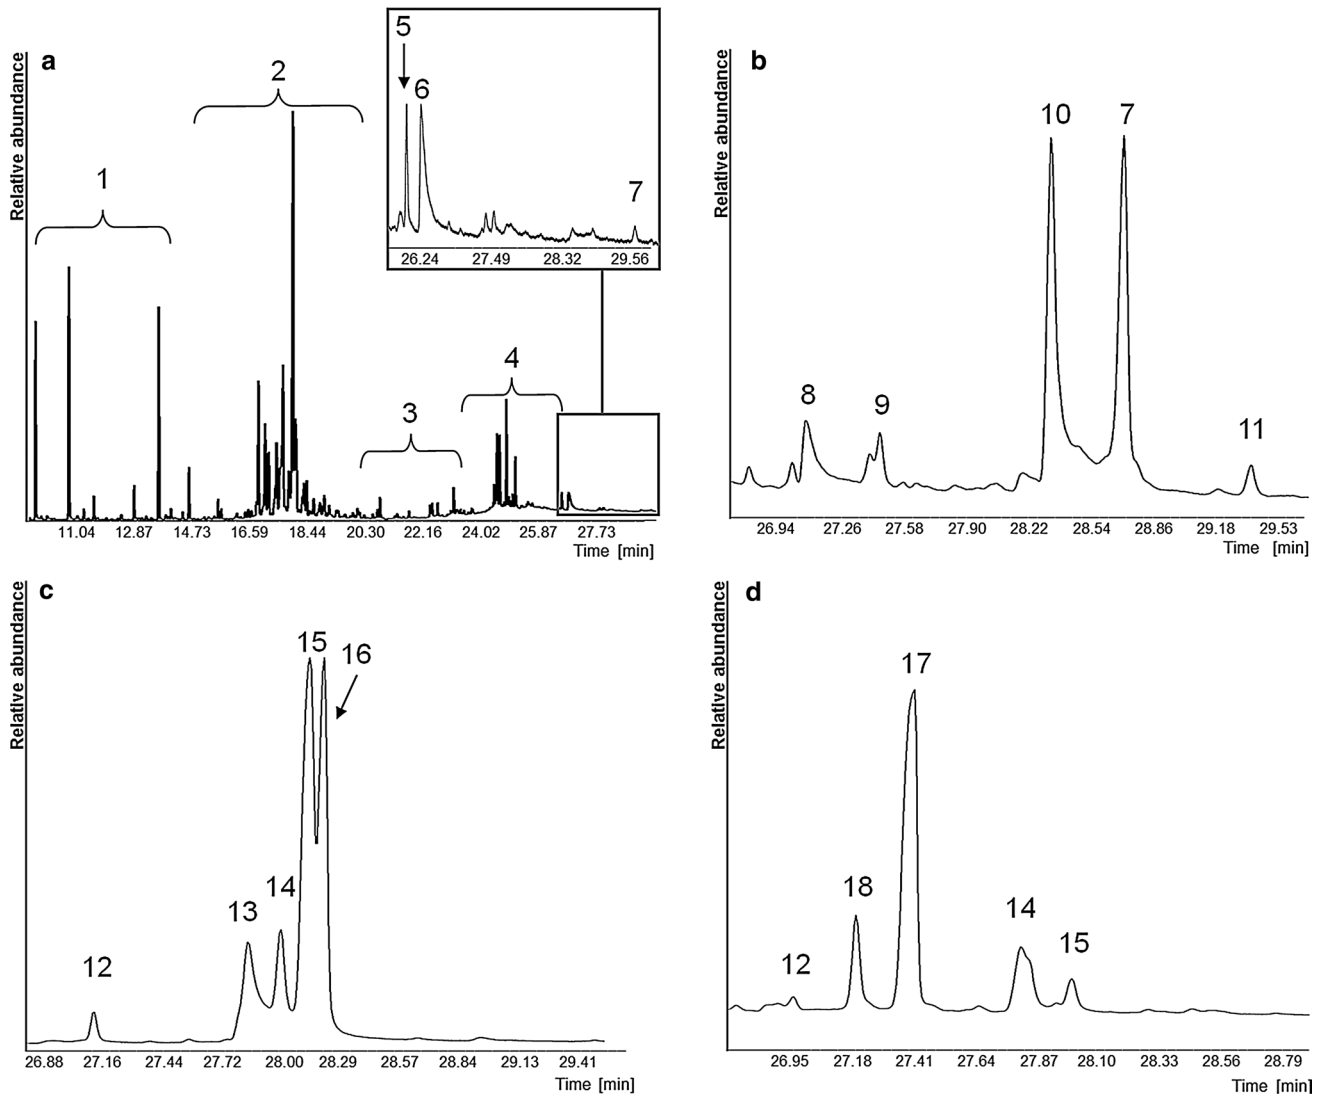 a
Relative abundance
1
2
3
4
5
6
7
26.24 27.49 28.32 29.56
11.04 12.87 14.73 16.59 18.44 20.30 22.16 24.02 25.87 27.73
Time [min]
b
Relative abundance
8
9
10
7
11
26.94 27.26 27.58 27.90 28.22 28.54 28.86 29.18 29.53
Time [min]
c
Relative abundance
12
13
14
15
16
26.88 27.16 27.44 27.72 28.00 28.29 28.57 28.84 29.13 29.41
Time [min]
d
Relative abundance
12
18
17
14
15
26.95 27.18 27.41 27.64 27.87 28.10 28.33 28.56 28.79
Time [min]